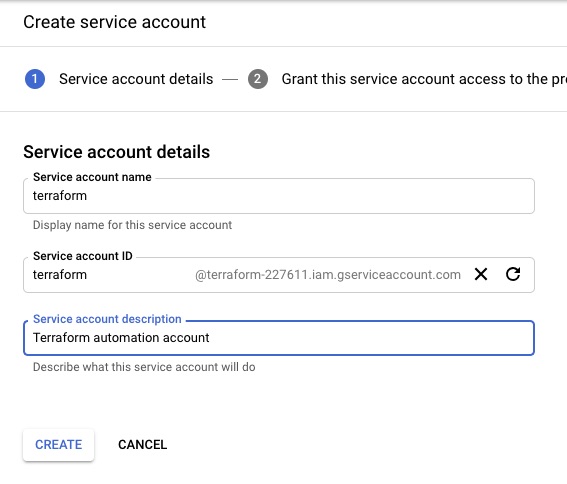 Create service account
1 Service account details — 2 Grant this service account access to the pr
Service account details
Service account name
terraform
Display name for this service account
Service account ID
terraform @terraform-227611.iam.gserviceaccount.com
Service account description
Terraform automation account
Describe what this service account will do
CREATE CANCEL